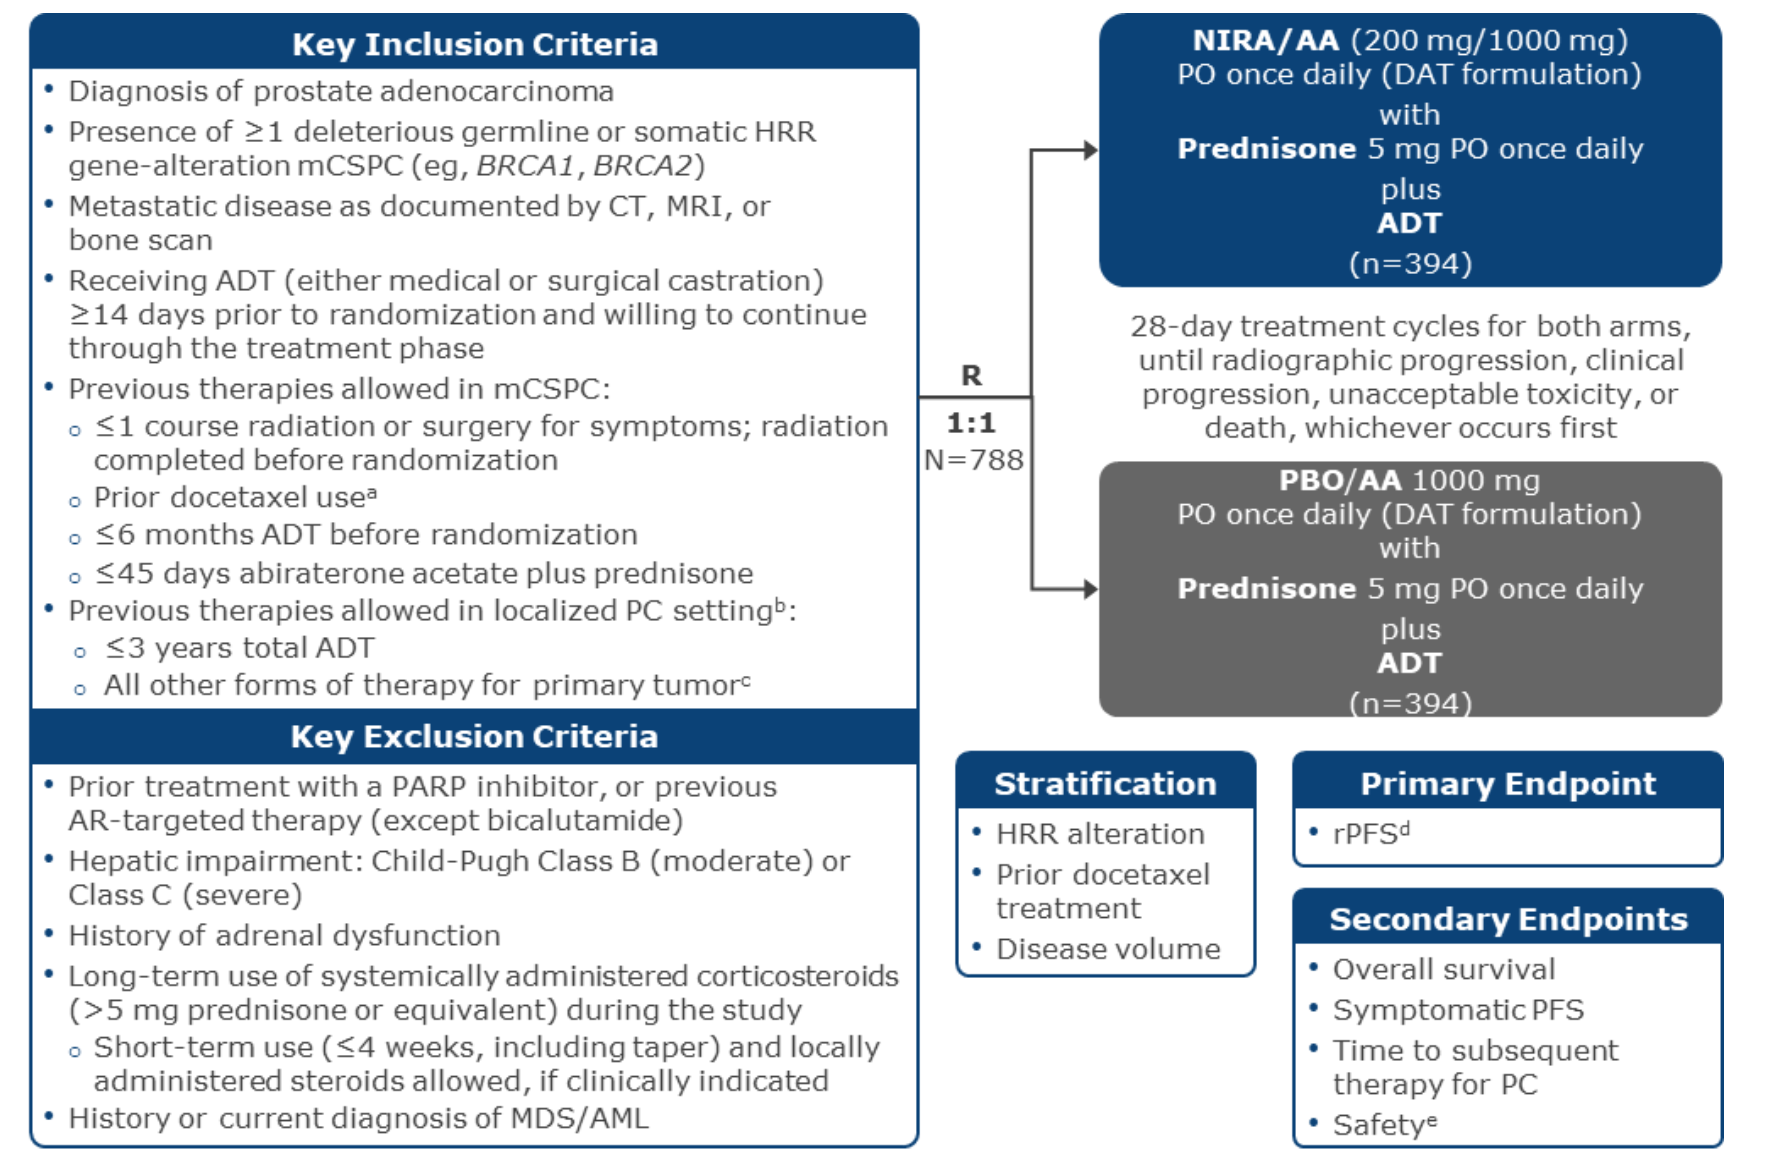 Key Inclusion Criteria
• Diagnosis of prostate adenocarcinoma
• Presence of ≥1 deleterious germline or somatic HRR
gene-alteration mCSPC (eg, BRCA1, BRCA2)
• Metastatic disease as documented by CT, MRI, or
bone scan
• Receiving ADT (either medical or surgical castration)
≥14 days prior to randomization and willing to continue
through the treatment phase
• Previous therapies allowed in mCSPC:
o ≤1 course radiation or surgery for symptoms; radiation
completed before randomization
o Prior docetaxel useᵃ
o ≤6 months ADT before randomization
o ≤45 days abiraterone acetate plus prednisone
• Previous therapies allowed in localized PC settingᵇ:
o ≤3 years total ADT
o All other forms of therapy for primary tumorᶜ
Key Exclusion Criteria
• Prior treatment with a PARP inhibitor, or previous
AR-targeted therapy (except bicalutamide)
• Hepatic impairment: Child-Pugh Class B (moderate) or
Class C (severe)
• History of adrenal dysfunction
• Long-term use of systemically administered corticosteroids
(>5 mg prednisone or equivalent) during the study
o Short-term use (≤4 weeks, including taper) and locally
administered steroids allowed, if clinically indicated
• History or current diagnosis of MDS/AML
R
1:1
N=788
NIRA/AA (200 mg/1000 mg)
PO once daily (DAT formulation)
with
Prednisone 5 mg PO once daily
plus
ADT
(n=394)
28-day treatment cycles for both arms,
until radiographic progression, clinical
progression, unacceptable toxicity, or
death, whichever occurs first
PBO/AA 1000 mg
PO once daily (DAT formulation)
with
Prednisone 5 mg PO once daily
plus
ADT
(n=394)
Stratification
• HRR alteration
• Prior docetaxel
treatment
• Disease volume
Primary Endpoint
• rPFSᵈ
Secondary Endpoints
• Overall survival
• Symptomatic PFS
• Time to subsequent
therapy for PC
• Safetyᵉ